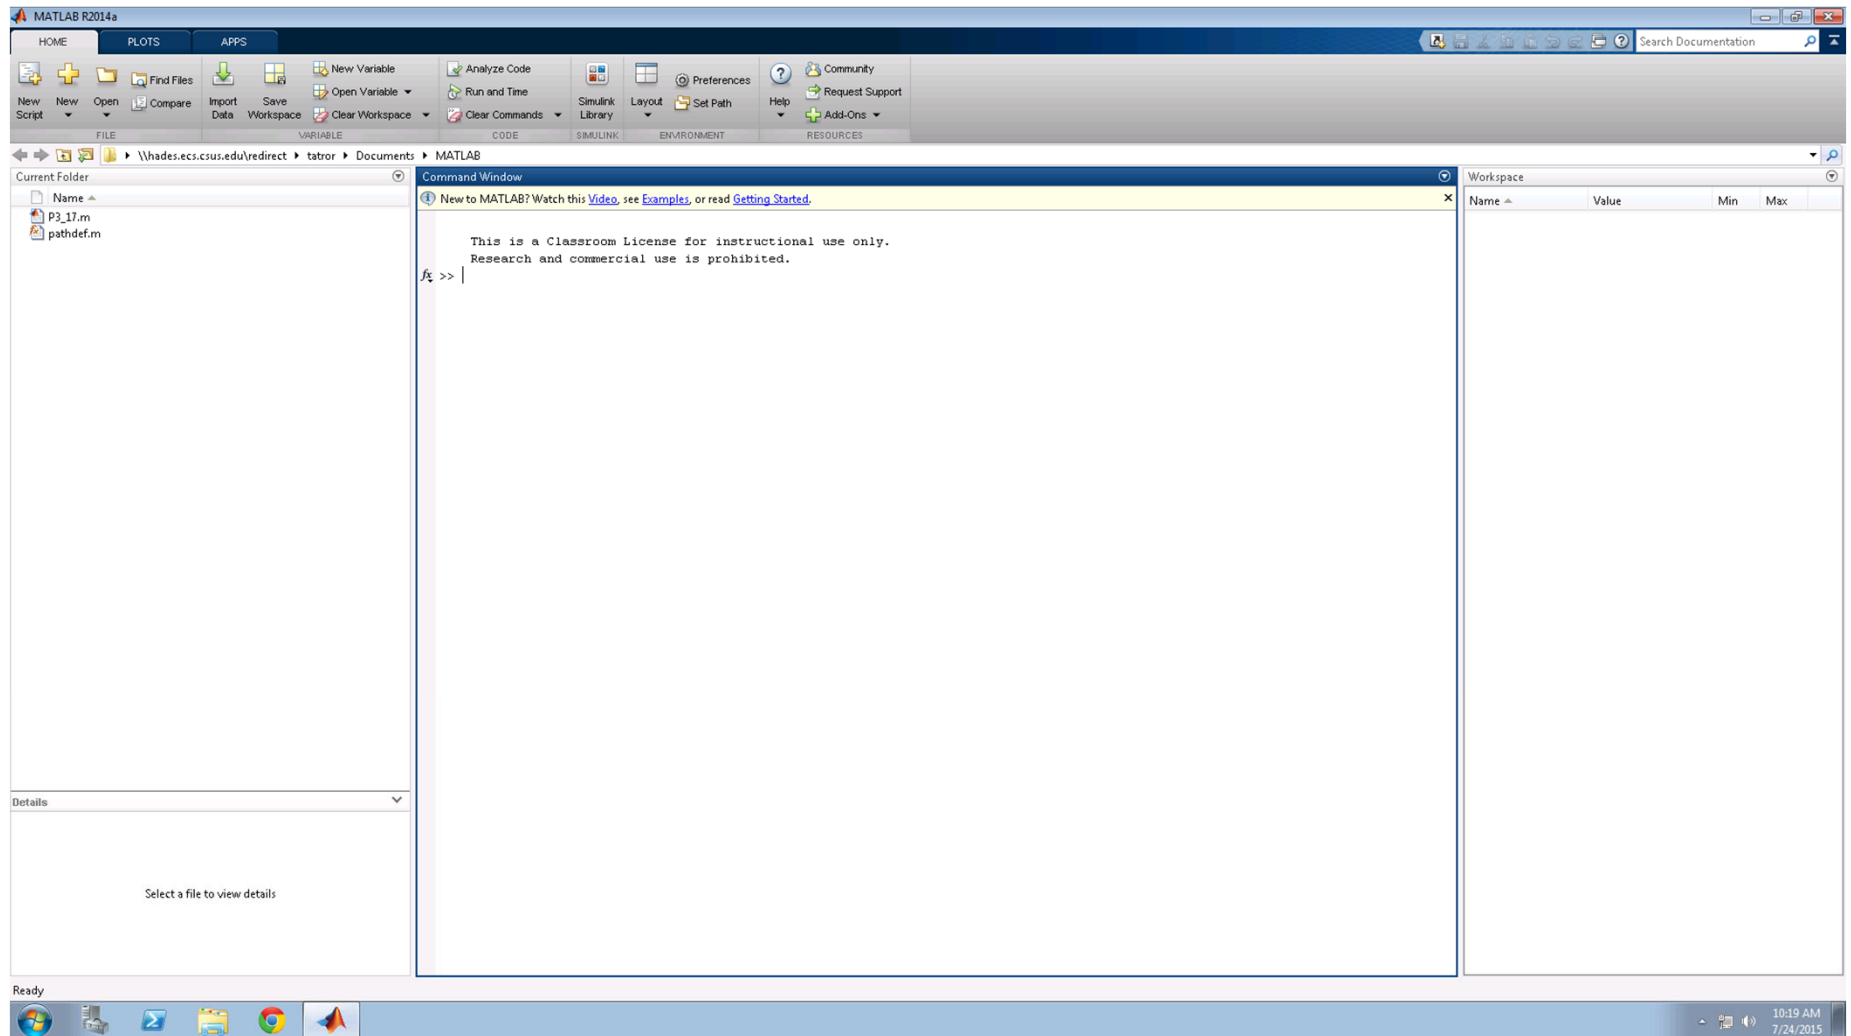 MATLAB R2014a
HOME PLOTS APPS
Search Documentation
New Script
New
Open
Find Files
Compare
FILE
Import Data
Save Workspace
New Variable
Open Variable
Clear Workspace
VARIABLE
Analyze Code
Run and Time
Clear Commands
CODE
Simulink Library
SIMULINK
Layout
Preferences
Set Path
ENVIRONMENT
Help
Community
Request Support
Add-Ons
RESOURCES
\\hades.ecs.csus.edu\redirect tatror Documents MATLAB
Current Folder
Name
P3_17.m
pathdef.m
Details
Select a file to view details
Command Window
New to MATLAB? Watch this Video, see Examples, or read Getting Started.
This is a Classroom License for instructional use only.
Research and commercial use is prohibited.
fx >>
Workspace
Name Value Min Max
Ready
10:19 AM
7/24/2015